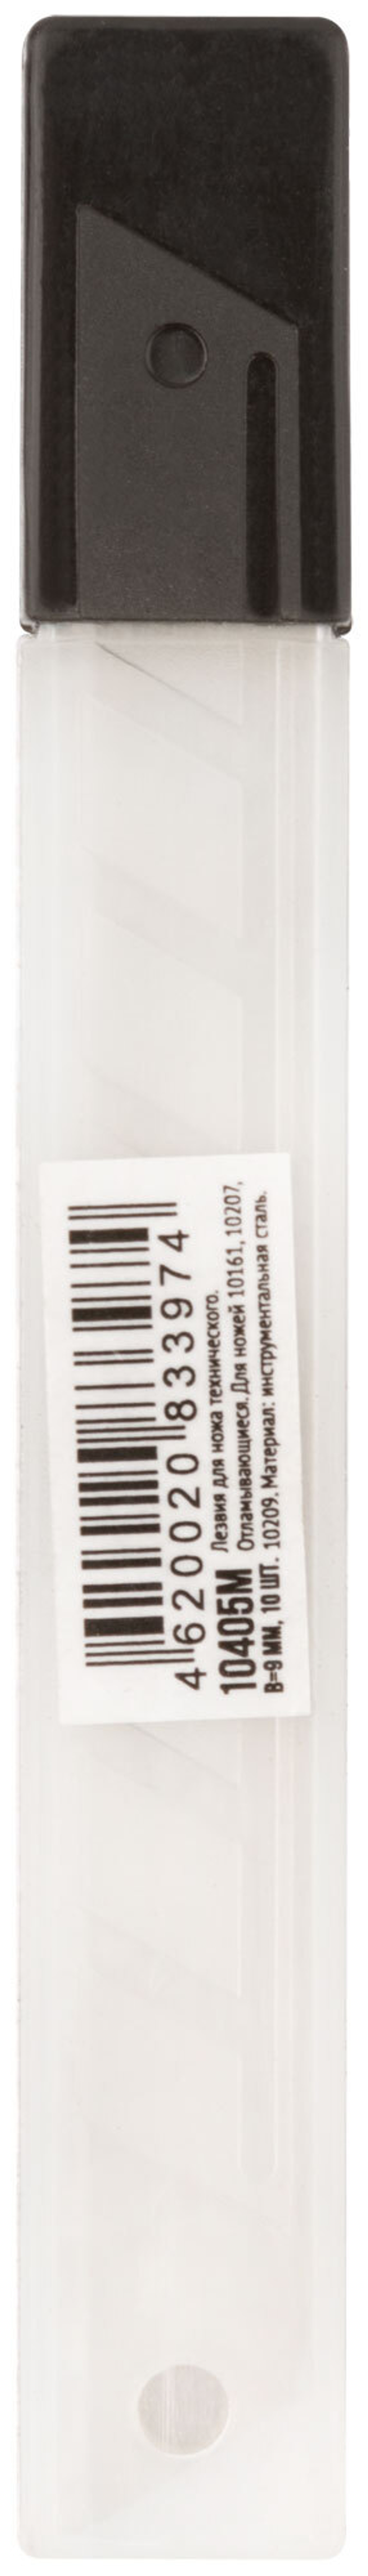 4 620020 833974
10405М Лезвия для ножа технического.
Отламывающиеся. Для ножей 10161, 10207,
В=9 ММ, 10 ШТ. 10209. Материал: инструментальная сталь.